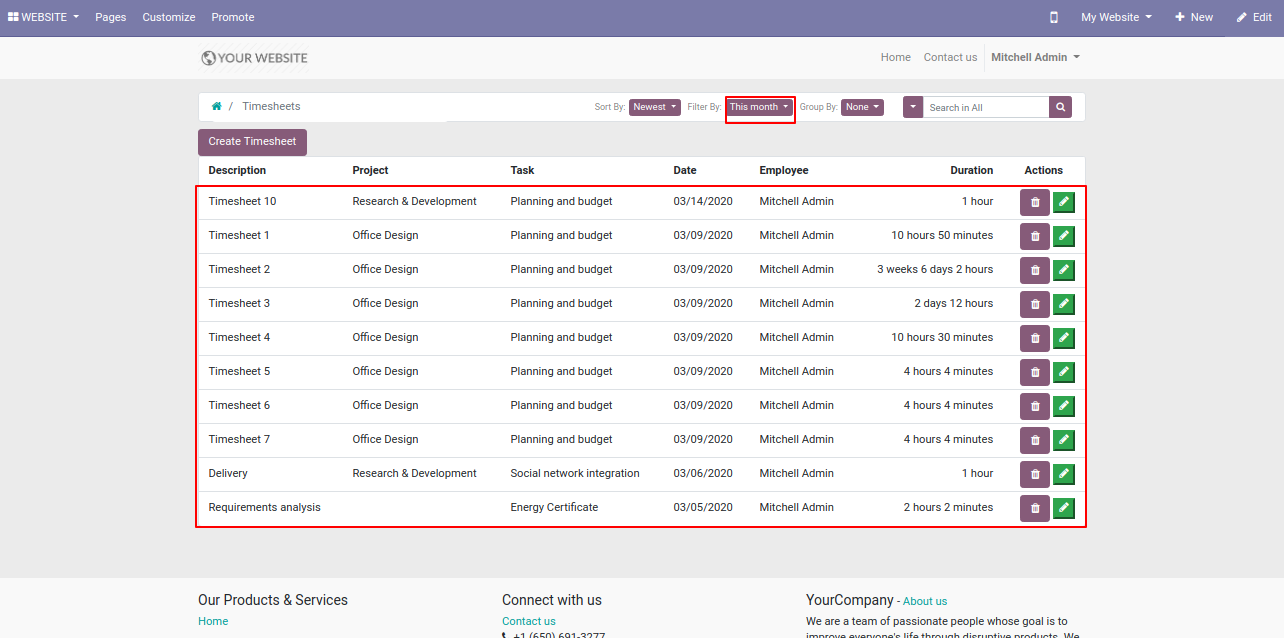 WEBSITE Pages Customize Promote My Website New Edit
YOUR WEBSITE Home Contact us Mitchell Admin
/ Timesheets Sort By: Newest Filter By: This month Group By: None Search in All
Create Timesheet
Description Project Task Date Employee Duration Actions
Timesheet 10 Research & Development Planning and budget 03/14/2020 Mitchell Admin 1 hour
Timesheet 1 Office Design Planning and budget 03/09/2020 Mitchell Admin 10 hours 50 minutes
Timesheet 2 Office Design Planning and budget 03/09/2020 Mitchell Admin 3 weeks 6 days 2 hours
Timesheet 3 Office Design Planning and budget 03/09/2020 Mitchell Admin 2 days 12 hours
Timesheet 4 Office Design Planning and budget 03/09/2020 Mitchell Admin 10 hours 30 minutes
Timesheet 5 Office Design Planning and budget 03/09/2020 Mitchell Admin 4 hours 4 minutes
Timesheet 6 Office Design Planning and budget 03/09/2020 Mitchell Admin 4 hours 4 minutes
Timesheet 7 Office Design Planning and budget 03/09/2020 Mitchell Admin 4 hours 4 minutes
Delivery Research & Development Social network integration 03/06/2020 Mitchell Admin 1 hour
Requirements analysis Energy Certificate 03/05/2020 Mitchell Admin 2 hours 2 minutes
Our Products & Services Connect with us YourCompany - About us
Home Contact us We are a team of passionate people whose goal is to
+1 (650) 691-3277 improve everyone's life through disruptive products. We